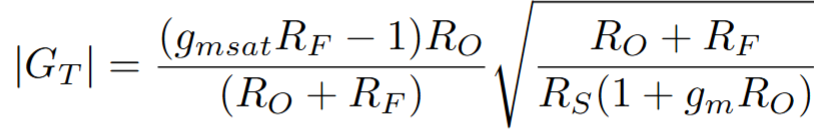 |G_T| = \frac{(g_{msat}R_F - 1)R_O}{(R_O + R_F)} \sqrt{\frac{R_O + R_F}{R_S(1 + g_m R_O)}}